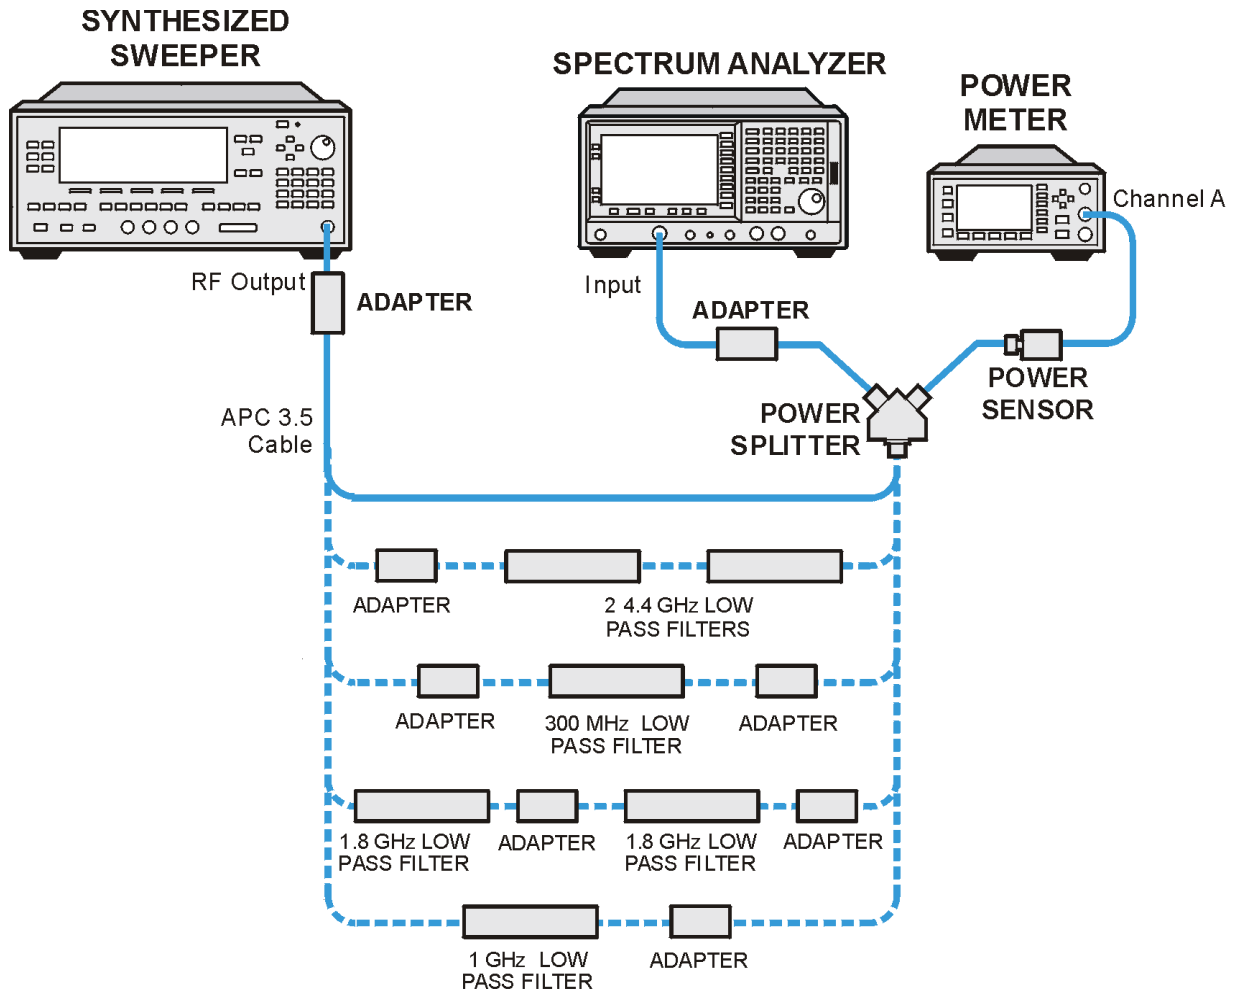 SYNTHESIZED
SWEEPER
SPECTRUM ANALYZER
POWER
METER
Channel A
RF Output
ADAPTER
Input
ADAPTER
POWER
SENSOR
APC 3.5
Cable
POWER
SPLITTER
ADAPTER
2 4.4 GHz LOW
PASS FILTERS
ADAPTER
300 MHz LOW
PASS FILTER
ADAPTER
1.8 GHz LOW
PASS FILTER
ADAPTER
1.8 GHz LOW
PASS FILTER
ADAPTER
1 GHz LOW
PASS FILTER
ADAPTER